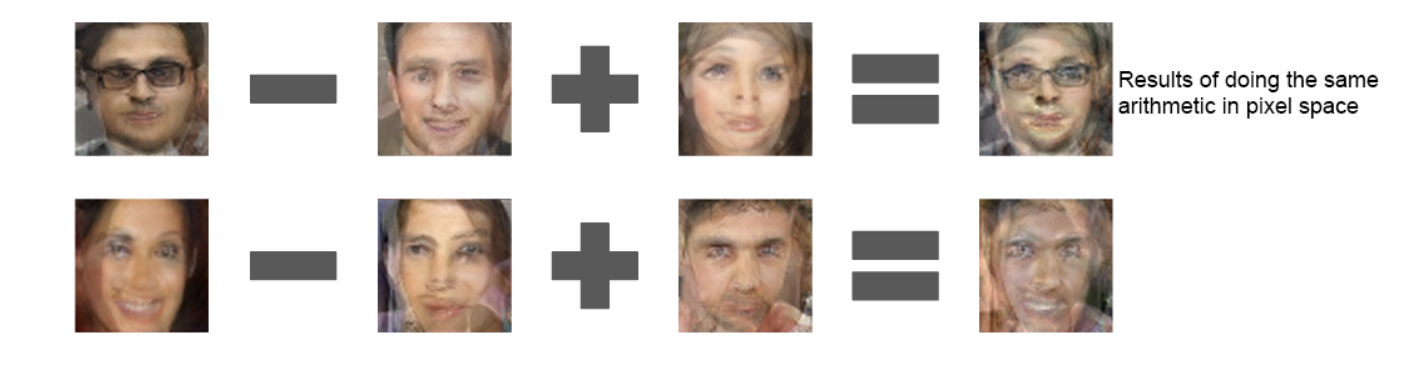 Results of doing the same
arithmetic in pixel space